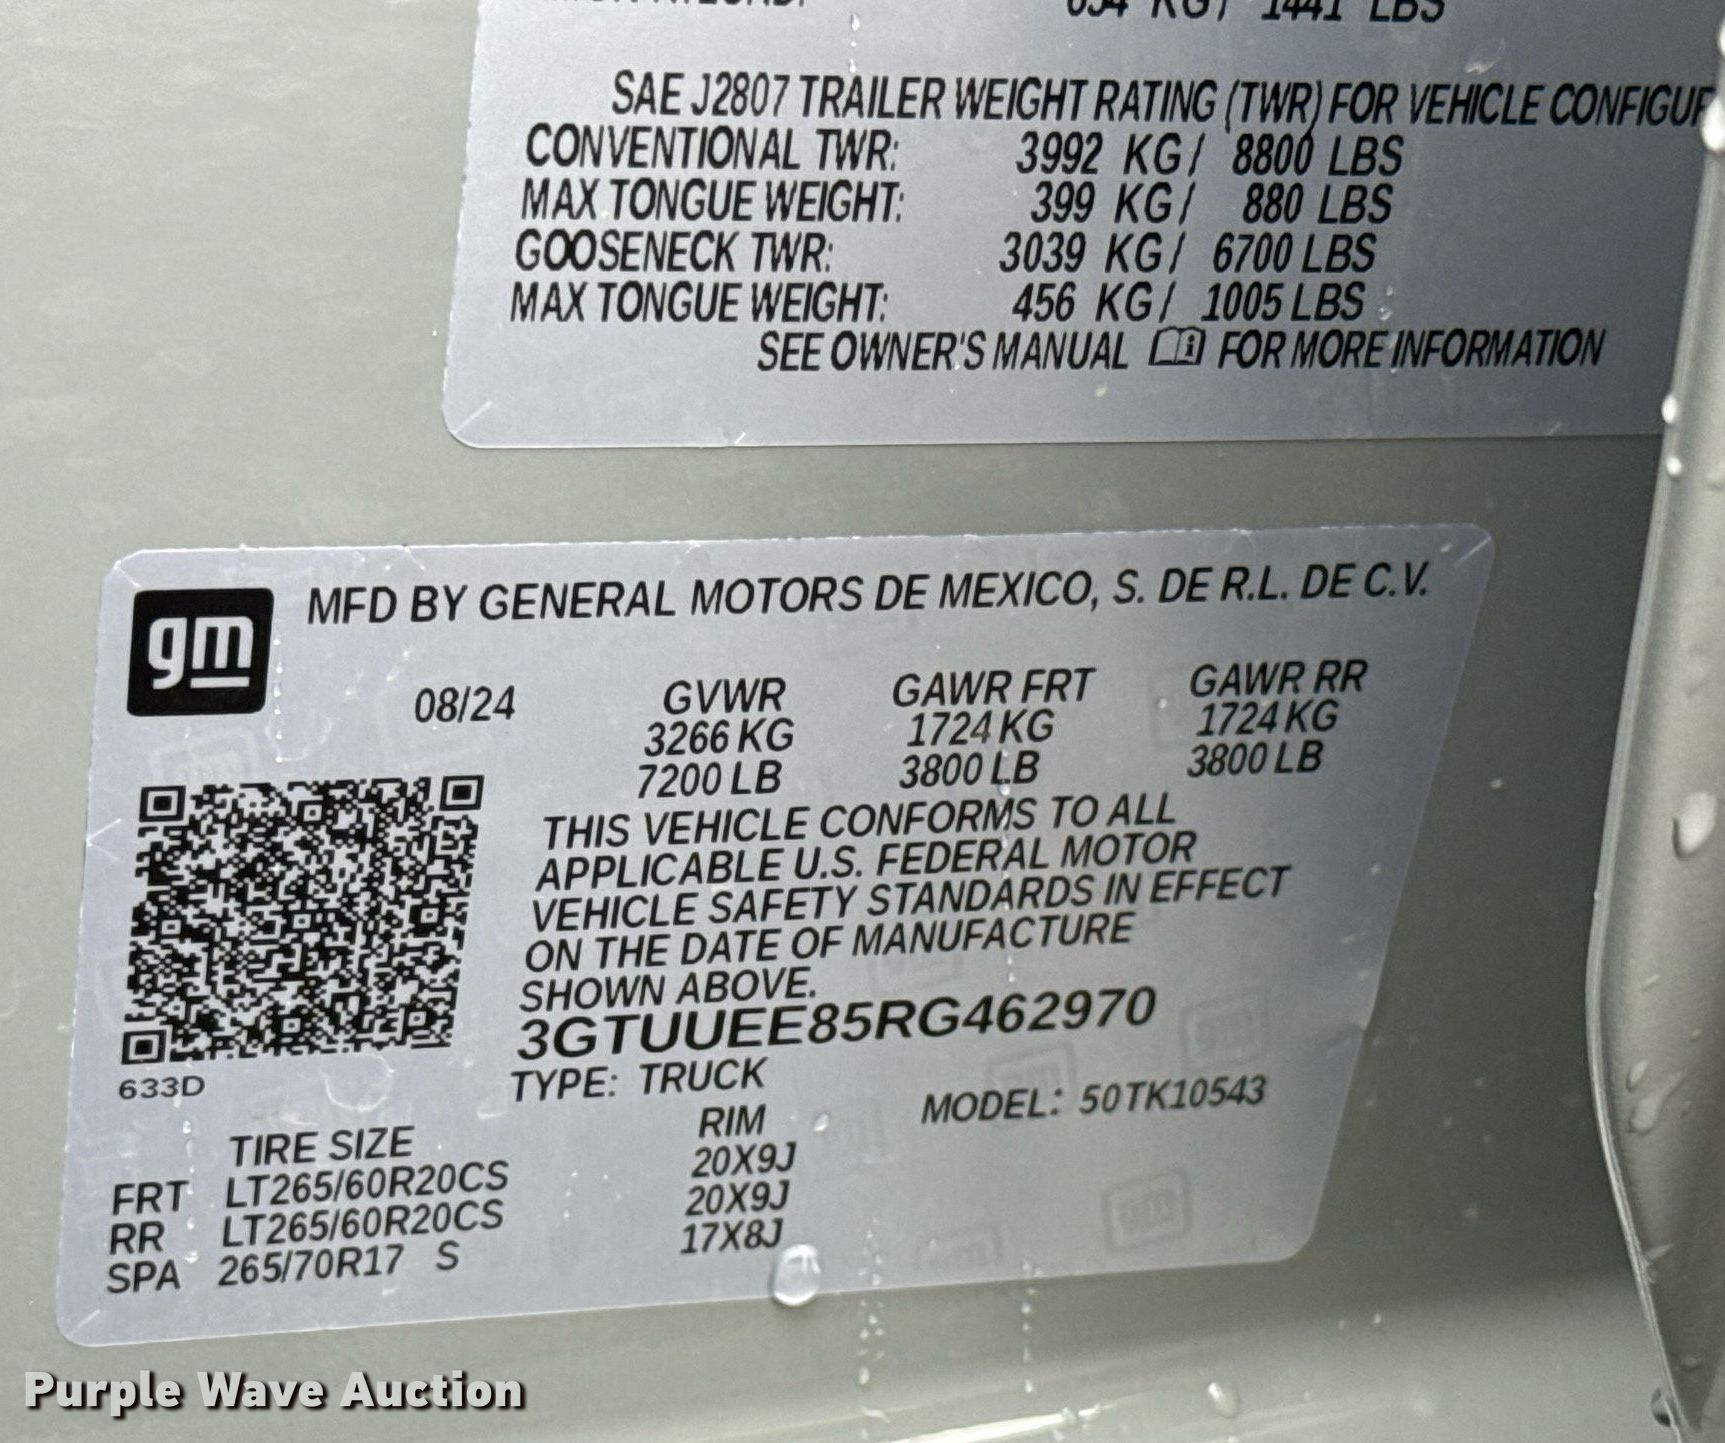 654 KG/ 1441 LBS
SAE J2807 TRAILER WEIGHT RATING (TWR) FOR VEHICLE CONFIGUR
CONVENTIONAL TWR: 3992 KG/ 8800 LBS
MAX TONGUE WEIGHT: 399 KG/ 880 LBS
GOOSENECK TWR: 3039 KG/ 6700 LBS
MAX TONGUE WEIGHT: 456 KG/ 1005 LBS
SEE OWNER'S MANUAL FOR MORE INFORMATION
gm
MFD BY GENERAL MOTORS DE MEXICO, S. DE R.L. DE C.V.
08/24 GVWR GAWR FRT GAWR RR
3266 KG 1724 KG 1724 KG
7200 LB 3800 LB 3800 LB
THIS VEHICLE CONFORMS TO ALL
APPLICABLE U.S. FEDERAL MOTOR
VEHICLE SAFETY STANDARDS IN EFFECT
ON THE DATE OF MANUFACTURE
SHOWN ABOVE.
3GTUUEE85RG462970
633D
TYPE: TRUCK
MODEL: 50TK10543
TIRE SIZE RIM
FRT LT265/60R20CS 20X9J
RR LT265/60R20CS 20X9J
SPA 265/70R17 S 17X8J
Purple Wave Auction